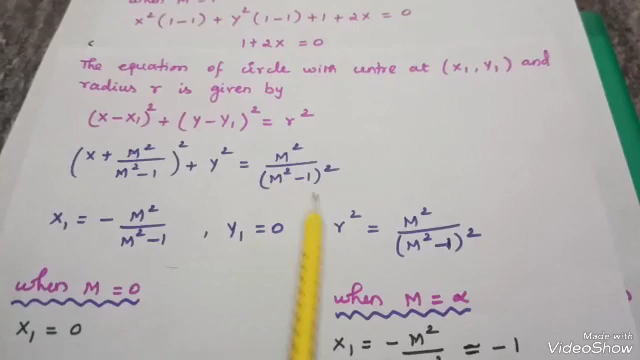 when M = 1
x² (1-1) + y² (1-1) + 1 + 2x = 0
1 + 2x = 0
The equation of circle with centre at (x₁, y₁) and
radius r is given by
(x-x₁)² + (y-y₁)² = r²
(x + M²/(M²-1))² + y² = M²/(M²-1)²
x₁ = - M²/(M²-1) , y₁ = 0 r² = M²/(M²-1)²
when M = 0 when M = α
x₁ = 0 x₁ = - M² ≃ -1
Made with
VideoShow